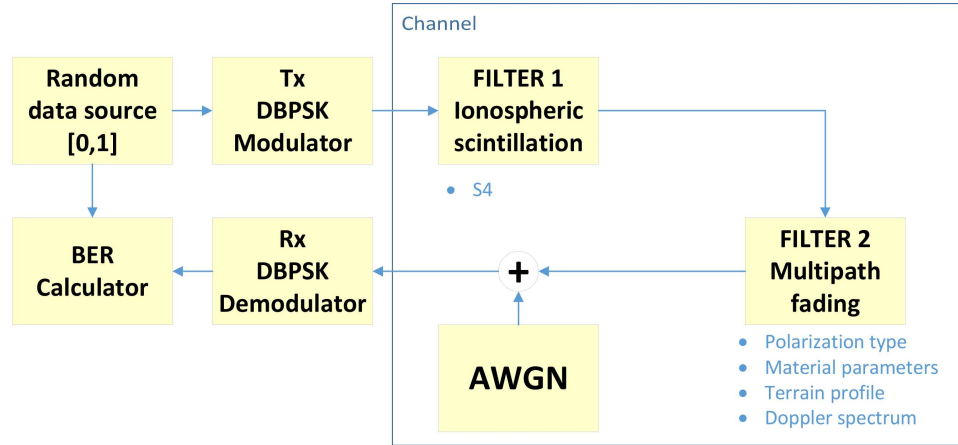 Channel
Random
data source
[0,1]
Tx
DBPSK
Modulator
FILTER 1
Ionospheric
scintillation
• S4
BER
Calculator
Rx
DBPSK
Demodulator
+
FILTER 2
Multipath
fading
AWGN
• Polarization type
• Material parameters
• Terrain profile
• Doppler spectrum